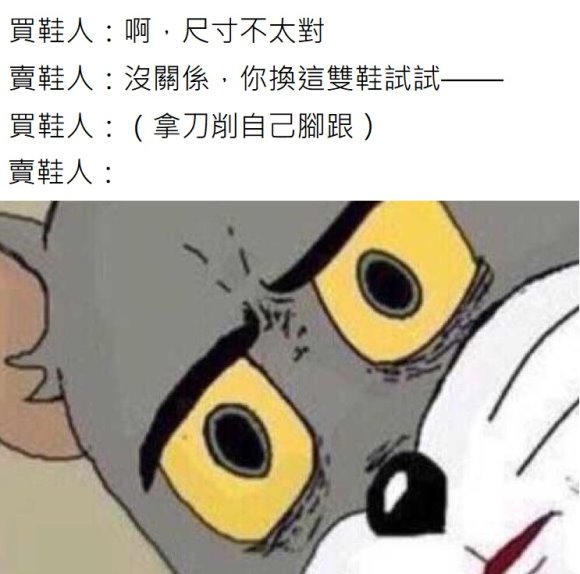 買鞋人：啊，尺寸不太對
賣鞋人：沒關係，你換這雙鞋試試——
買鞋人：（拿刀削自己腳跟）
賣鞋人：